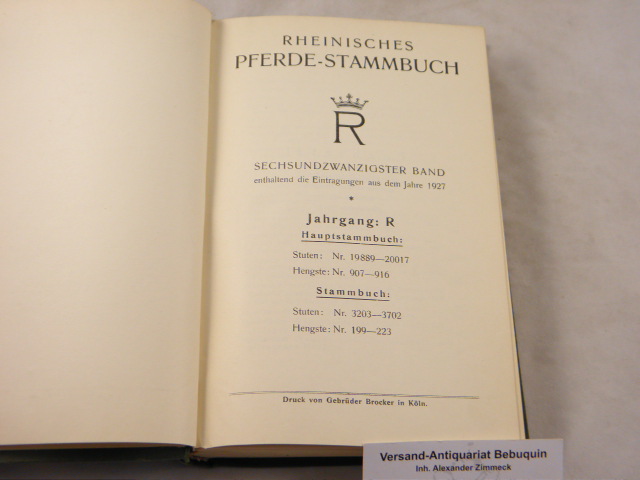 RHEINISCHES
PFERDE-STAMMBUCH
R
SECHSUNDZWANZIGSTER BAND
enthaltend die Eintragungen aus dem Jahre 1927
*
Jahrgang: R
Hauptstammbuch:
Stuten: Nr. 19889—20017
Hengste: Nr. 907—916
Stammbuch:
Stuten: Nr. 3203—3702
Hengste: Nr. 199—223
Druck von Gebrüder Brocker in Köln.
Versand-Antiquariat Bebuquin
Inh. Alexander Zimmeck